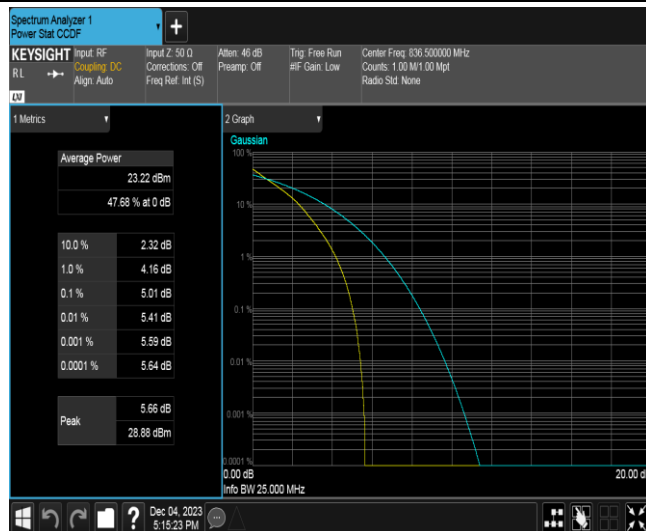 Spectrum Analyzer 1
Power Stat CCDF
+
KEYSIGHT
RL
Input: RF
Coupling: DC
Align: Auto
Input Z: 50 Ω
Corrections: Off
Freq Ref: Int (S)
Atten: 46 dB
Preamp: Off
Trig: Free Run
#IF Gain: Low
Center Freq: 836.500000 MHz
Counts: 1.00 M/1.00 Mpt
Radio Std: None
1 Metrics
Average Power
23.22 dBm
47.68 % at 0 dB
10.0 % 2.32 dB
1.0 % 4.16 dB
0.1 % 5.01 dB
0.01 % 5.41 dB
0.001 % 5.59 dB
0.0001 % 5.64 dB
Peak
5.66 dB
28.88 dBm
2 Graph
Gaussian
100 %
10 %
1 %
0.1 %
0.01 %
0.001 %
0.0001 %
0.00 dB
20.00 d
Info BW 25.000 MHz
?
Dec 04, 2023
5:15:23 PM